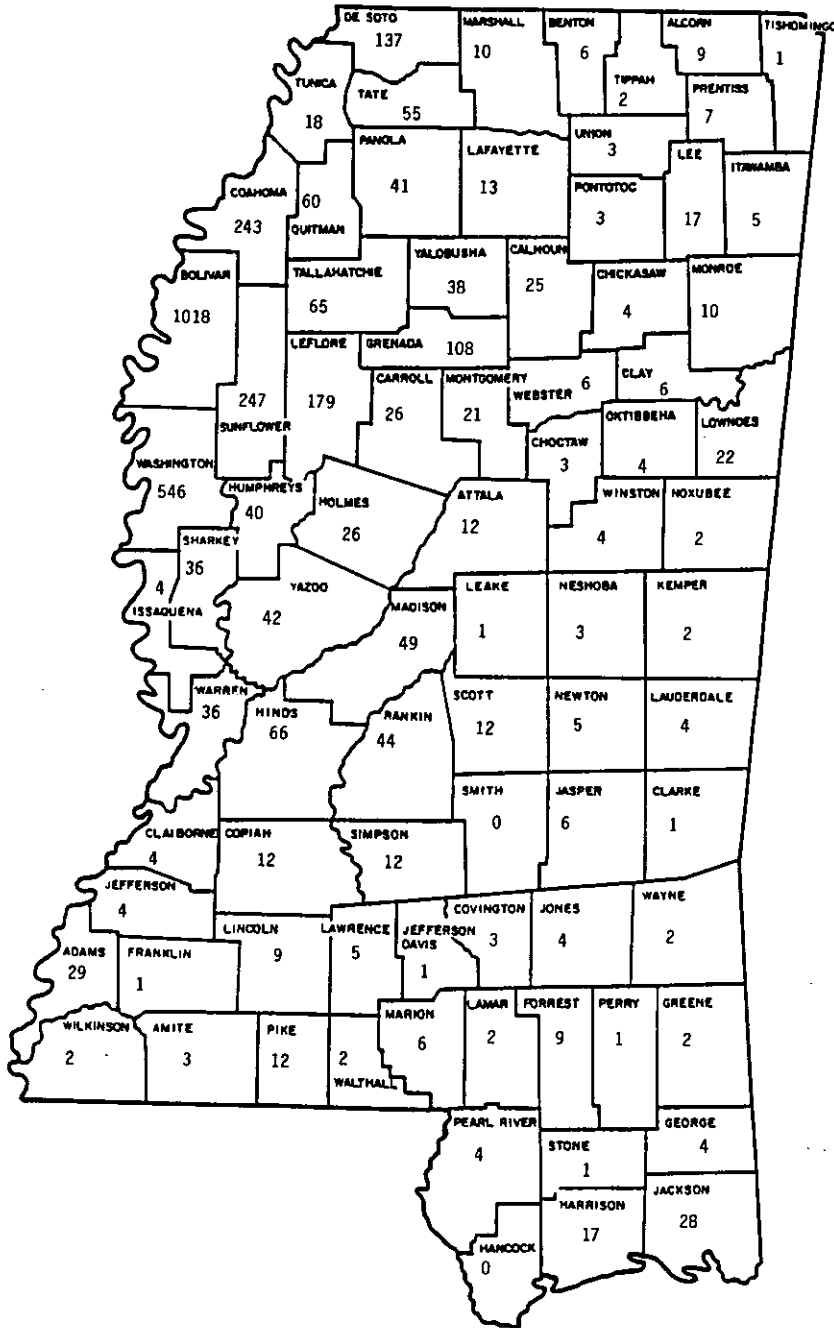 DE SOTO
137
MARSHALL
10
BENTON
6
TIPPAH
2
ALCORN
9
TISHOMINGO
1
TUNICA
18
TATE
55
PRENTISS
7
PANOLA
41
LAFAYETTE
13
UNION
3
LEE
17
ITAWAMBA
5
PONTOTOC
3
COAHOMA
243
60
QUITMAN
BOLIVAR
1018
TALLAHATCHIE
65
YALOBUSHA
38
CALHOUN
25
CHICKASAW
4
MONROE
10
247
SUNFLOWER
LEFLORE
179
GRENADA
108
CARROLL
26
MONTGOMERY
21
WEBSTER
6
CLAY
6
CHOCTAW
3
OKTIBBEHA
4
LOWNDES
22
WASHINGTON
546
HUMPHREYS
40
HOLMES
26
ATTALA
12
WINSTON
4
NOXUBEE
2
SHARKEY
36
4
ISSAQUENA
YAZOO
42
MADISON
49
LEAKE
1
NESHOBA
3
KEMPER
2
WARREN
36
HINDS
66
RANKIN
44
SCOTT
12
NEWTON
5
LAUDERDALE
4
SMITH
0
JASPER
6
CLARKE
1
CLAIBORNE
4
COPIAH
12
SIMPSON
12
JEFFERSON
4
LINCOLN
9
LAWRENCE
5
JEFFERSON
DAVIS
1
COVINGTON
3
JONES
4
WAYNE
2
ADAMS
29
FRANKLIN
1
WILKINSON
2
AMITE
3
PIKE
12
2
WALTHALL
MARION
6
LAMAR
2
FORREST
9
PERRY
1
GREENE
2
PEARL RIVER
4
STONE
1
GEORGE
4
HANCOCK
0
HARRISON
17
JACKSON
28